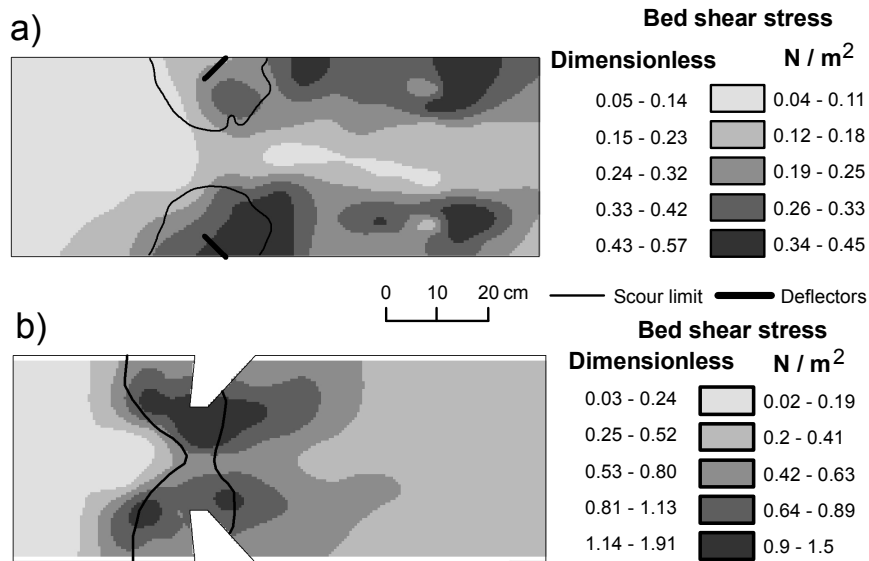 a)
Bed shear stress
Dimensionless N / m2
0.05 - 0.14 0.04 - 0.11
0.15 - 0.23 0.12 - 0.18
0.24 - 0.32 0.19 - 0.25
0.33 - 0.42 0.26 - 0.33
0.43 - 0.57 0.34 - 0.45
0 10 20 cm Scour limit Deflectors
b)
Bed shear stress
Dimensionless N / m2
0.03 - 0.24 0.02 - 0.19
0.25 - 0.52 0.2 - 0.41
0.53 - 0.80 0.42 - 0.63
0.81 - 1.13 0.64 - 0.89
1.14 - 1.91 0.9 - 1.5